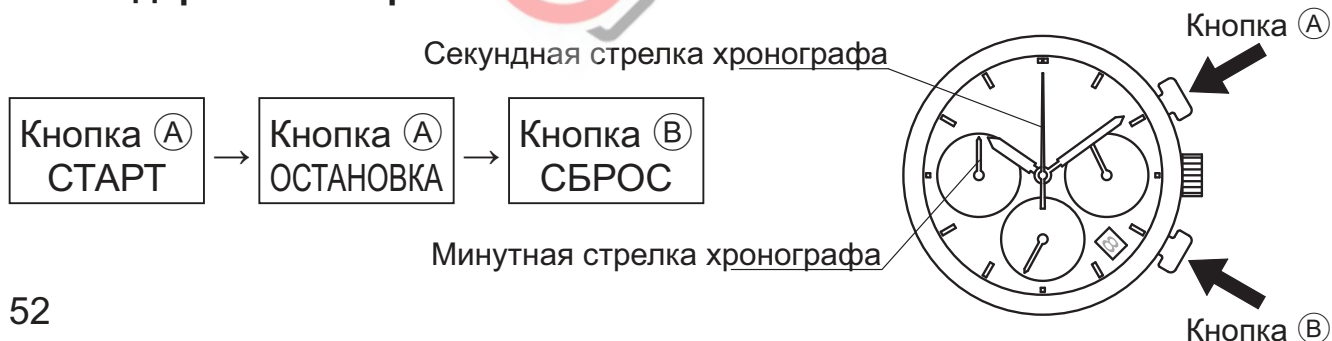 Кнопка Ⓐ
Секундная стрелка хронографа
Кнопка Ⓐ
СТАРТ
→
Кнопка Ⓐ
ОСТАНОВКА
→
Кнопка Ⓑ
СБРОС
Минутная стрелка хронографа
52
Кнопка Ⓑ